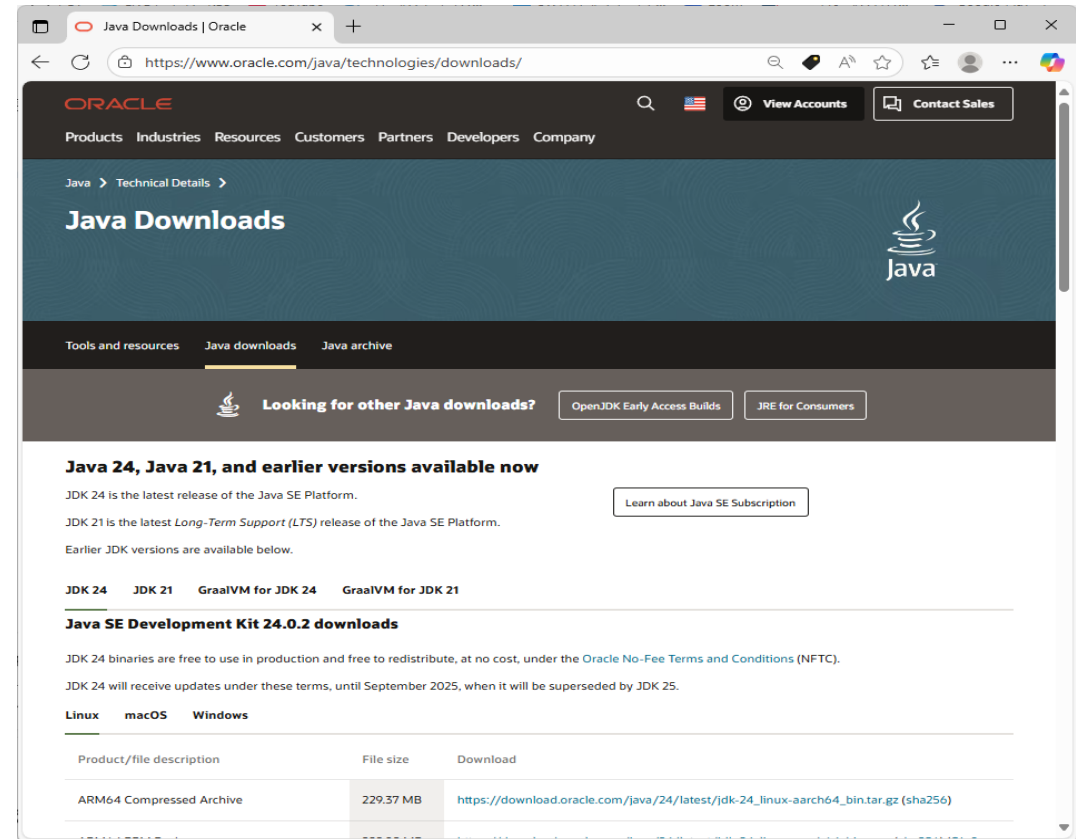 Java Downloads | Oracle
https://www.oracle.com/java/technologies/downloads/
ORACLE
View Accounts
Contact Sales
Products Industries Resources Customers Partners Developers Company
Java > Technical Details >
Java Downloads
Java
Tools and resources Java downloads Java archive
Looking for other Java downloads? OpenJDK Early Access Builds JRE for Consumers
Java 24, Java 21, and earlier versions available now
JDK 24 is the latest release of the Java SE Platform.
Learn about Java SE Subscription
JDK 21 is the latest Long-Term Support (LTS) release of the Java SE Platform.
Earlier JDK versions are available below.
JDK 24 JDK 21 GraalVM for JDK 24 GraalVM for JDK 21
Java SE Development Kit 24.0.2 downloads
JDK 24 binaries are free to use in production and free to redistribute, at no cost, under the Oracle No-Fee Terms and Conditions (NFTC).
JDK 24 will receive updates under these terms, until September 2025, when it will be superseded by JDK 25.
Linux macOS Windows
Product/file description File size Download
ARM64 Compressed Archive 229.37 MB https://download.oracle.com/java/24/latest/jdk-24_linux-aarch64_bin.tar.gz (sha256)